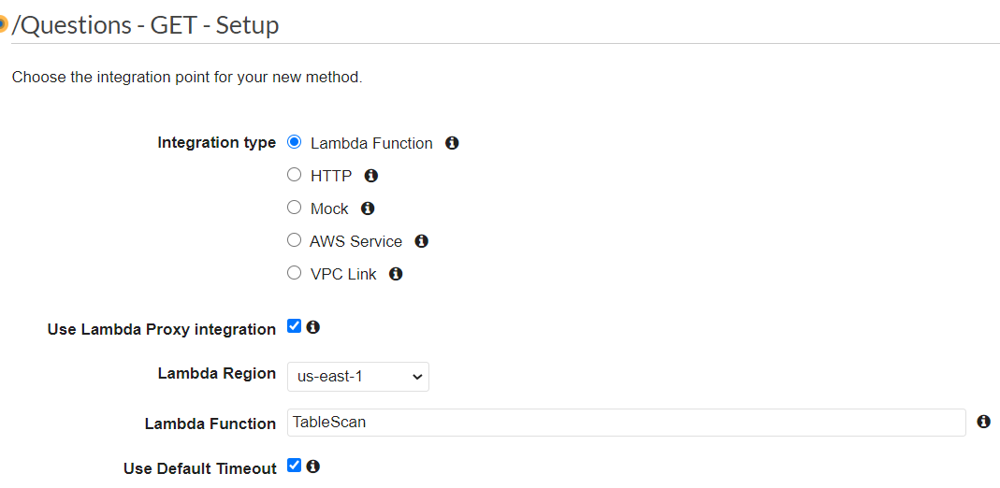 /Questions - GET - Setup
Choose the integration point for your new method.
Integration type Lambda Function
HTTP
Mock
AWS Service
VPC Link
Use Lambda Proxy integration
Lambda Region us-east-1
Lambda Function TableScan
Use Default Timeout